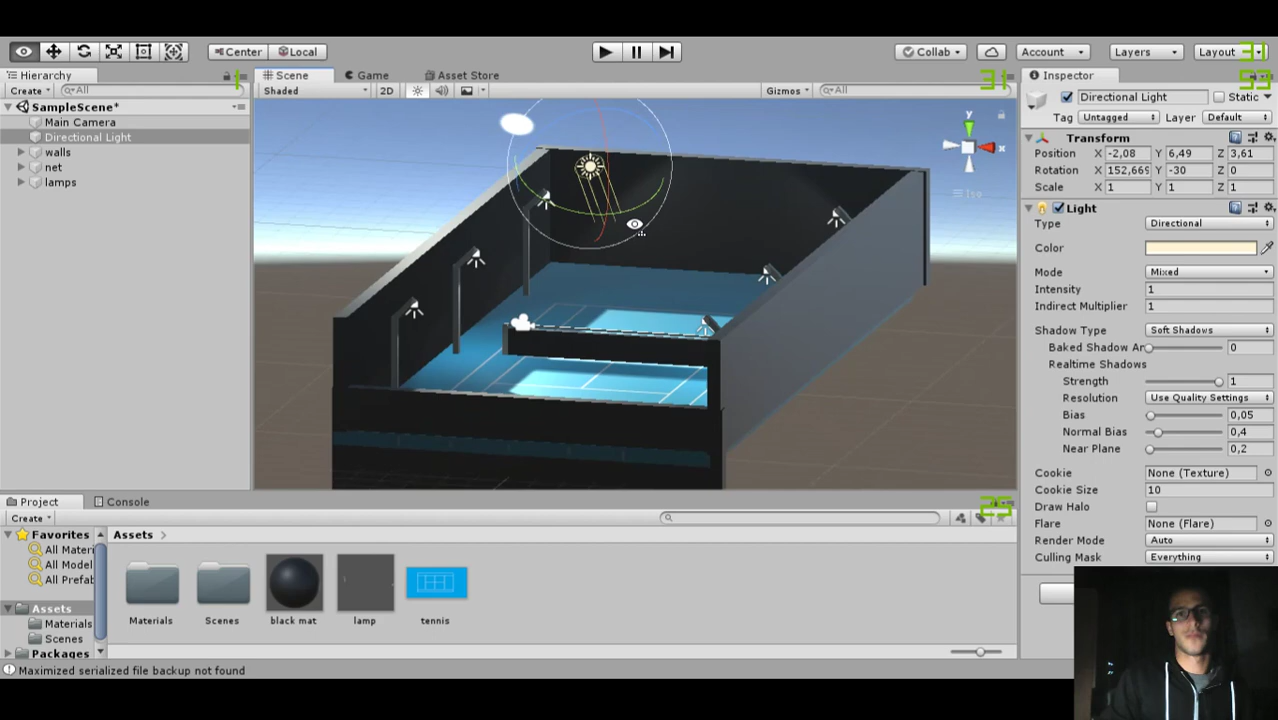 Center Local Collab Account Layers Layout 31
Hierarchy 1 Scene Game Asset Store 31 Inspector 53
Create All Shaded 2D Gizmos All Directional Light Static
SampleScene* Tag Untagged Layer Default
Main Camera
Directional Light
walls
net
lamps
y
x
Iso
Transform
Position X -2,08 Y 6,49 Z 3,61
Rotation X 152,669 Y -30 Z 0
Scale X 1 Y 1 Z 1
Light
Type Directional
Color
Mode Mixed
Intensity 1
Indirect Multiplier 1
Shadow Type Soft Shadows
Baked Shadow An 0
Realtime Shadows
Strength 1
Resolution Use Quality Settings
Bias 0,05
Normal Bias 0,4
Near Plane 0,2
Cookie None (Texture)
Cookie Size 10
Draw Halo
Flare None (Flare)
Render Mode Auto
Culling Mask Everything
Project Console 25
Create
Favorites
All Materi
All Model
All Prefab
Assets
Materials
Scenes
Packages
Assets
Materials Scenes black mat lamp tennis
Maximized serialized file backup not found